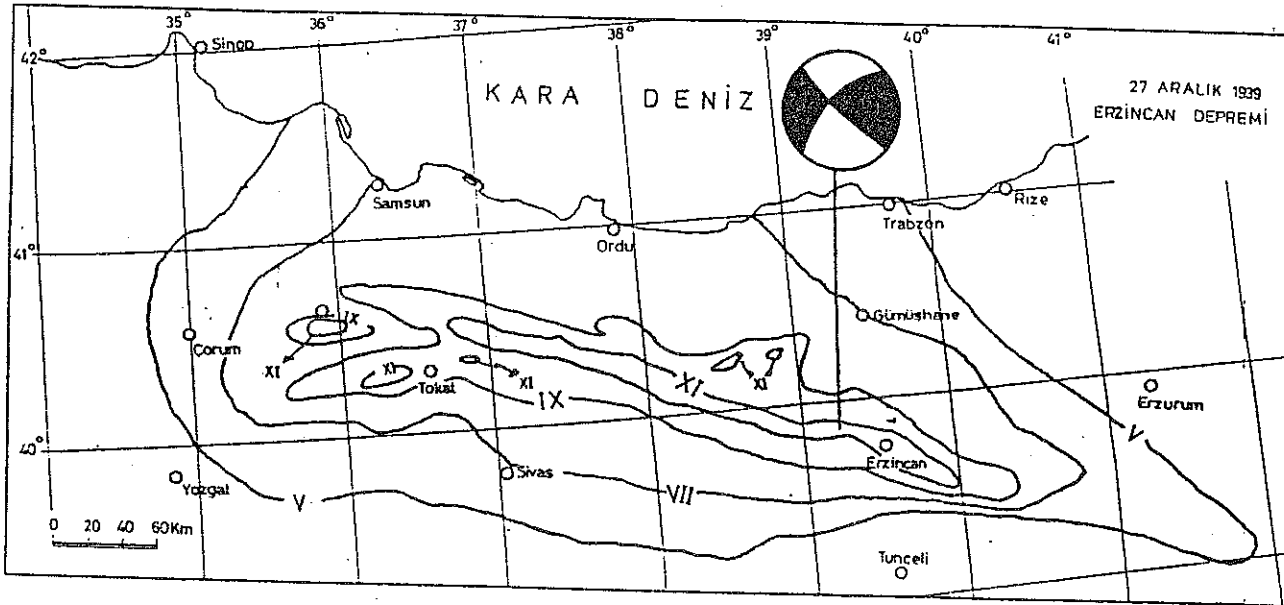 35° 36° 37° 38° 39° 40° 41°
42°
Sinop
KARA DENİZ
27 ARALIK 1939
ERZİNCAN DEPREMİ
Samsun
Ordu
Trabzon
Rize
41°
IX
Gümüşhane
Çorum
XI
XI
Tokat
XI
XI
XI
IX
Erzurum
V
40°
Erzincan
Yozgat
V
Sivas
VII
0 20 40 60Km
Tunceli